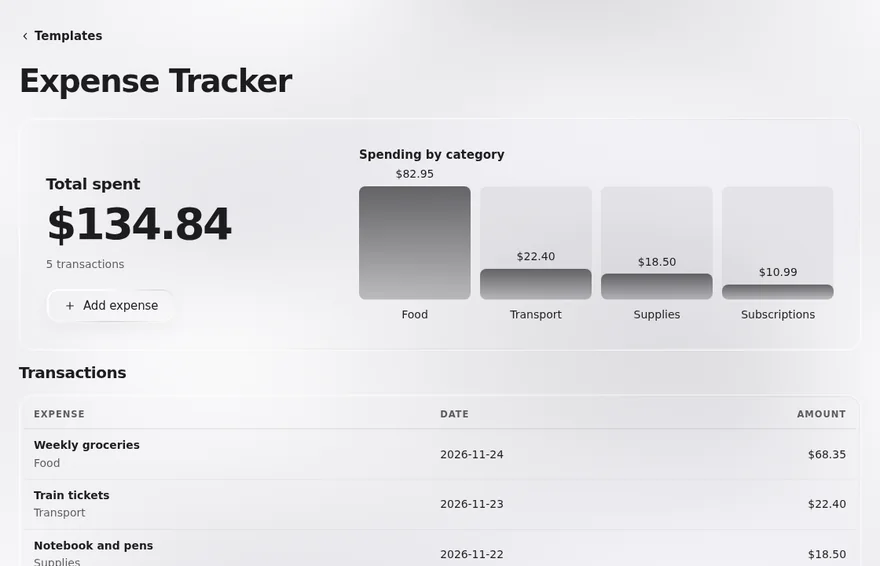 Templates
Expense Tracker
Total spent
$134.84
5 transactions
+ Add expense
Spending by category
$82.95
$22.40
$18.50
$10.99
Food
Transport
Supplies
Subscriptions
Transactions
EXPENSE DATE AMOUNT
Weekly groceries
Food
2026-11-24 $68.35
Train tickets
Transport
2026-11-23 $22.40
Notebook and pens
Supplies
2026-11-22 $18.50